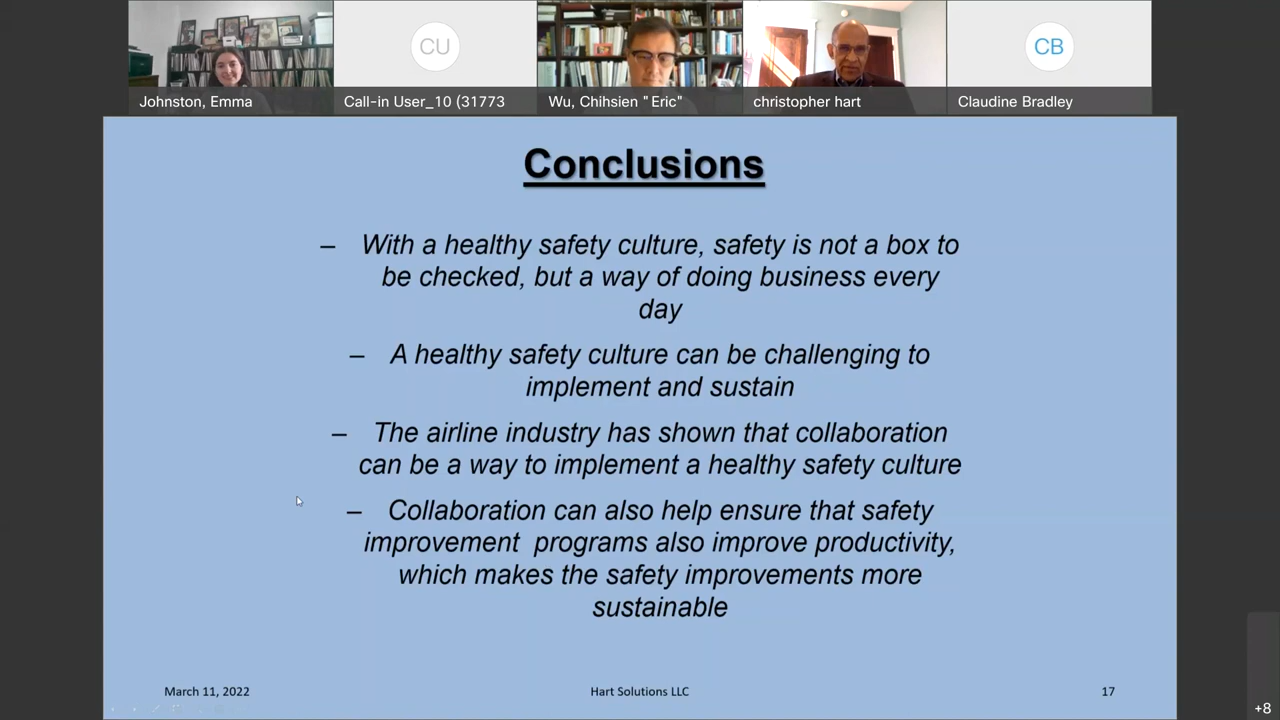 CU
CB
Johnston, Emma
Call-in User_10 (31773
Wu, Chihsien "Eric"
christopher hart
Claudine Bradley
Conclusions
– With a healthy safety culture, safety is not a box to
be checked, but a way of doing business every
day
– A healthy safety culture can be challenging to
implement and sustain
– The airline industry has shown that collaboration
can be a way to implement a healthy safety culture
– Collaboration can also help ensure that safety
improvement programs also improve productivity,
which makes the safety improvements more
sustainable
March 11, 2022
Hart Solutions LLC
17
+8